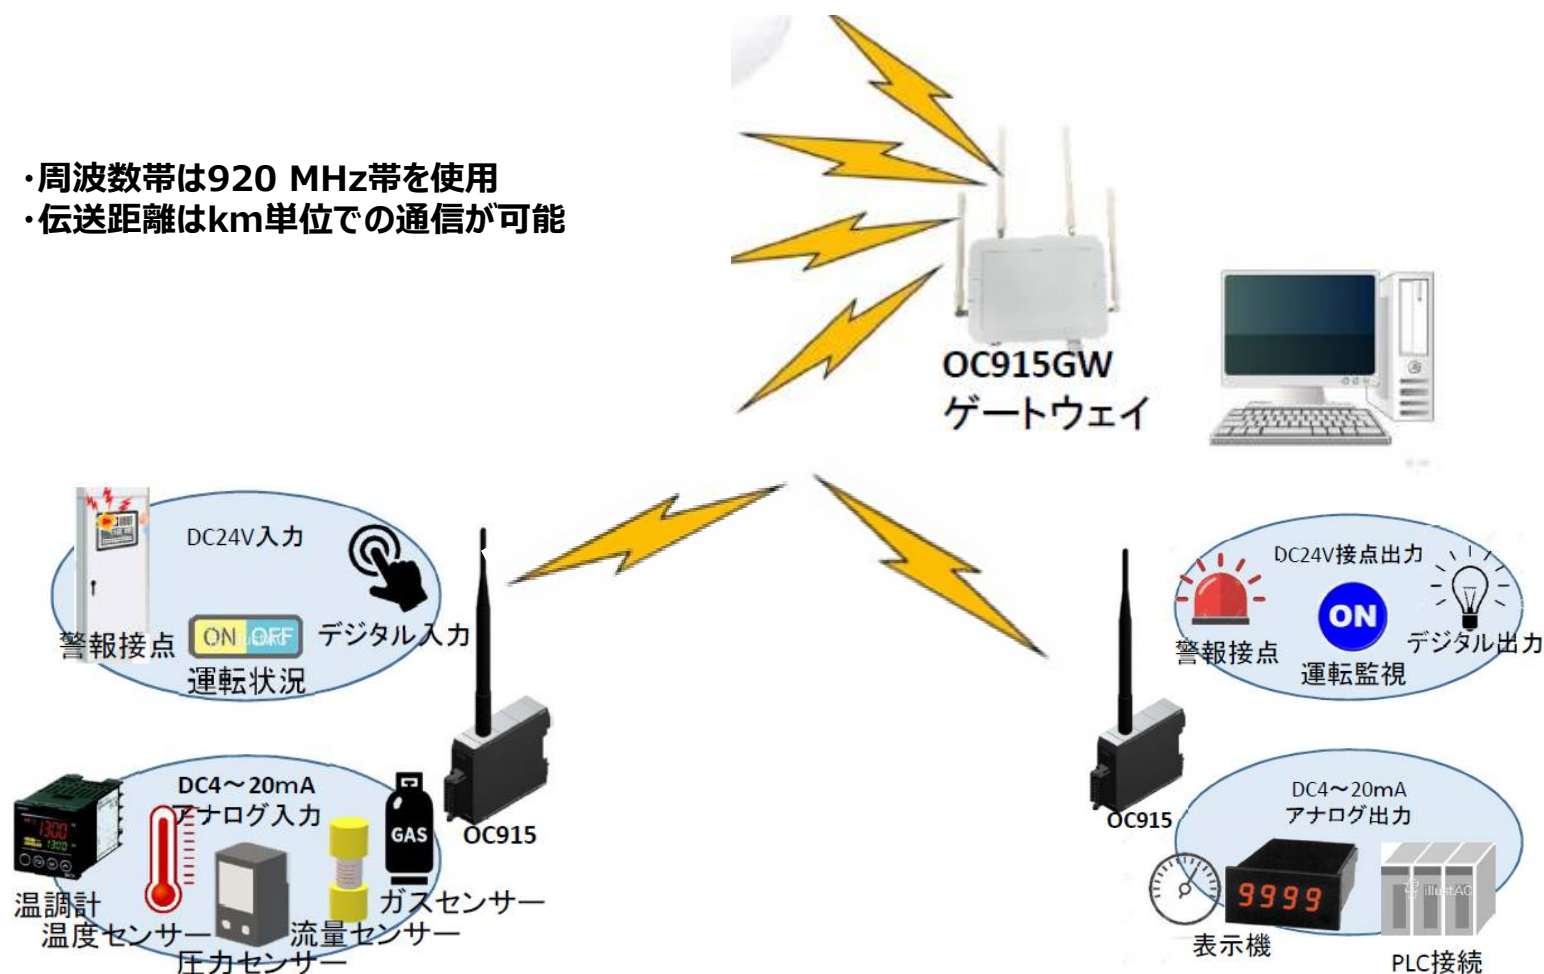 ・周波数帯は920 MHz帯を使用
・伝送距離はkm単位での通信が可能
OC915GW
ゲートウェイ
DC24V入力
警報接点
ON OFF
デジタル入力
運転状況
DC4～20mA
アナログ入力
1300
1300
GAS
OC915
温調計
温度センサー
圧力センサー
流量センサー
ガスセンサー
DC24V接点出力
ON
警報接点
運転監視
デジタル出力
OC915
DC4～20mA
アナログ出力
9999
illustAC
表示機
PLC接続